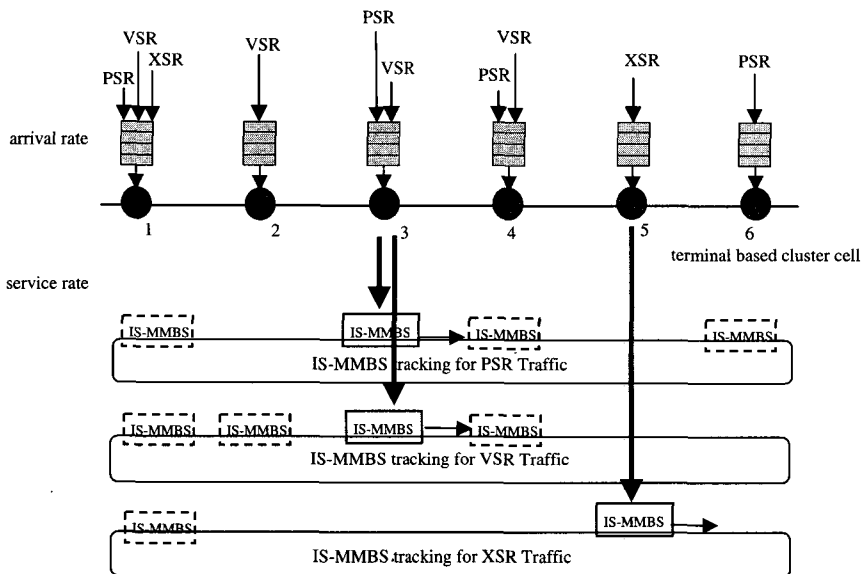 PSR
VSR
VSR
VSR
XSR
XSR
PSR
PSR
VSR
PSR
PSR
arrival rate
1
2
3
4
5
6
terminal based cluster cell
service rate
IS-MMBS
IS-MMBS
IS-MMBS
IS-MMBS
IS-MMBS tracking for PSR Traffic
IS-MMBS
IS-MMBS
IS-MMBS
IS-MMBS
IS-MMBS tracking for VSR Traffic
IS-MMBS
IS-MMBS
IS-MMBS tracking for XSR Traffic